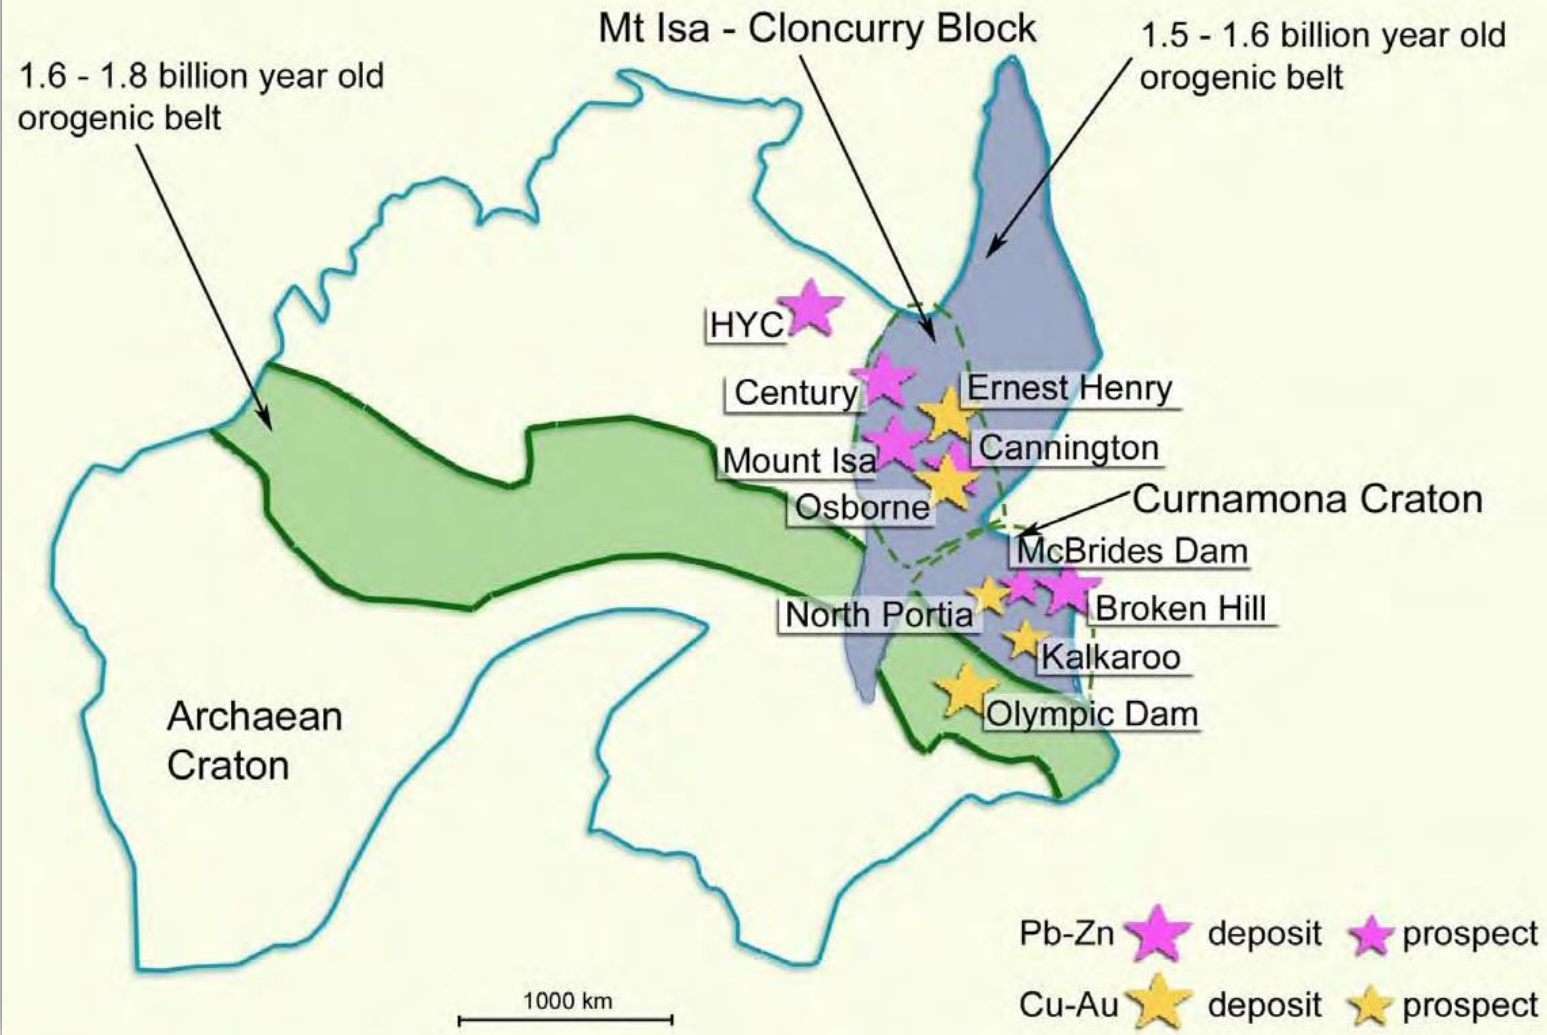 Mt Isa - Cloncurry Block
1.5 - 1.6 billion year old
orogenic belt
1.6 - 1.8 billion year old
orogenic belt
HYC
Century
Ernest Henry
Mount Isa
Cannington
Osborne
Curnamona Craton
McBrides Dam
North Portia
Broken Hill
Kalkaroo
Olympic Dam
Archaean
Craton
Pb-Zn deposit prospect
Cu-Au deposit prospect
1000 km